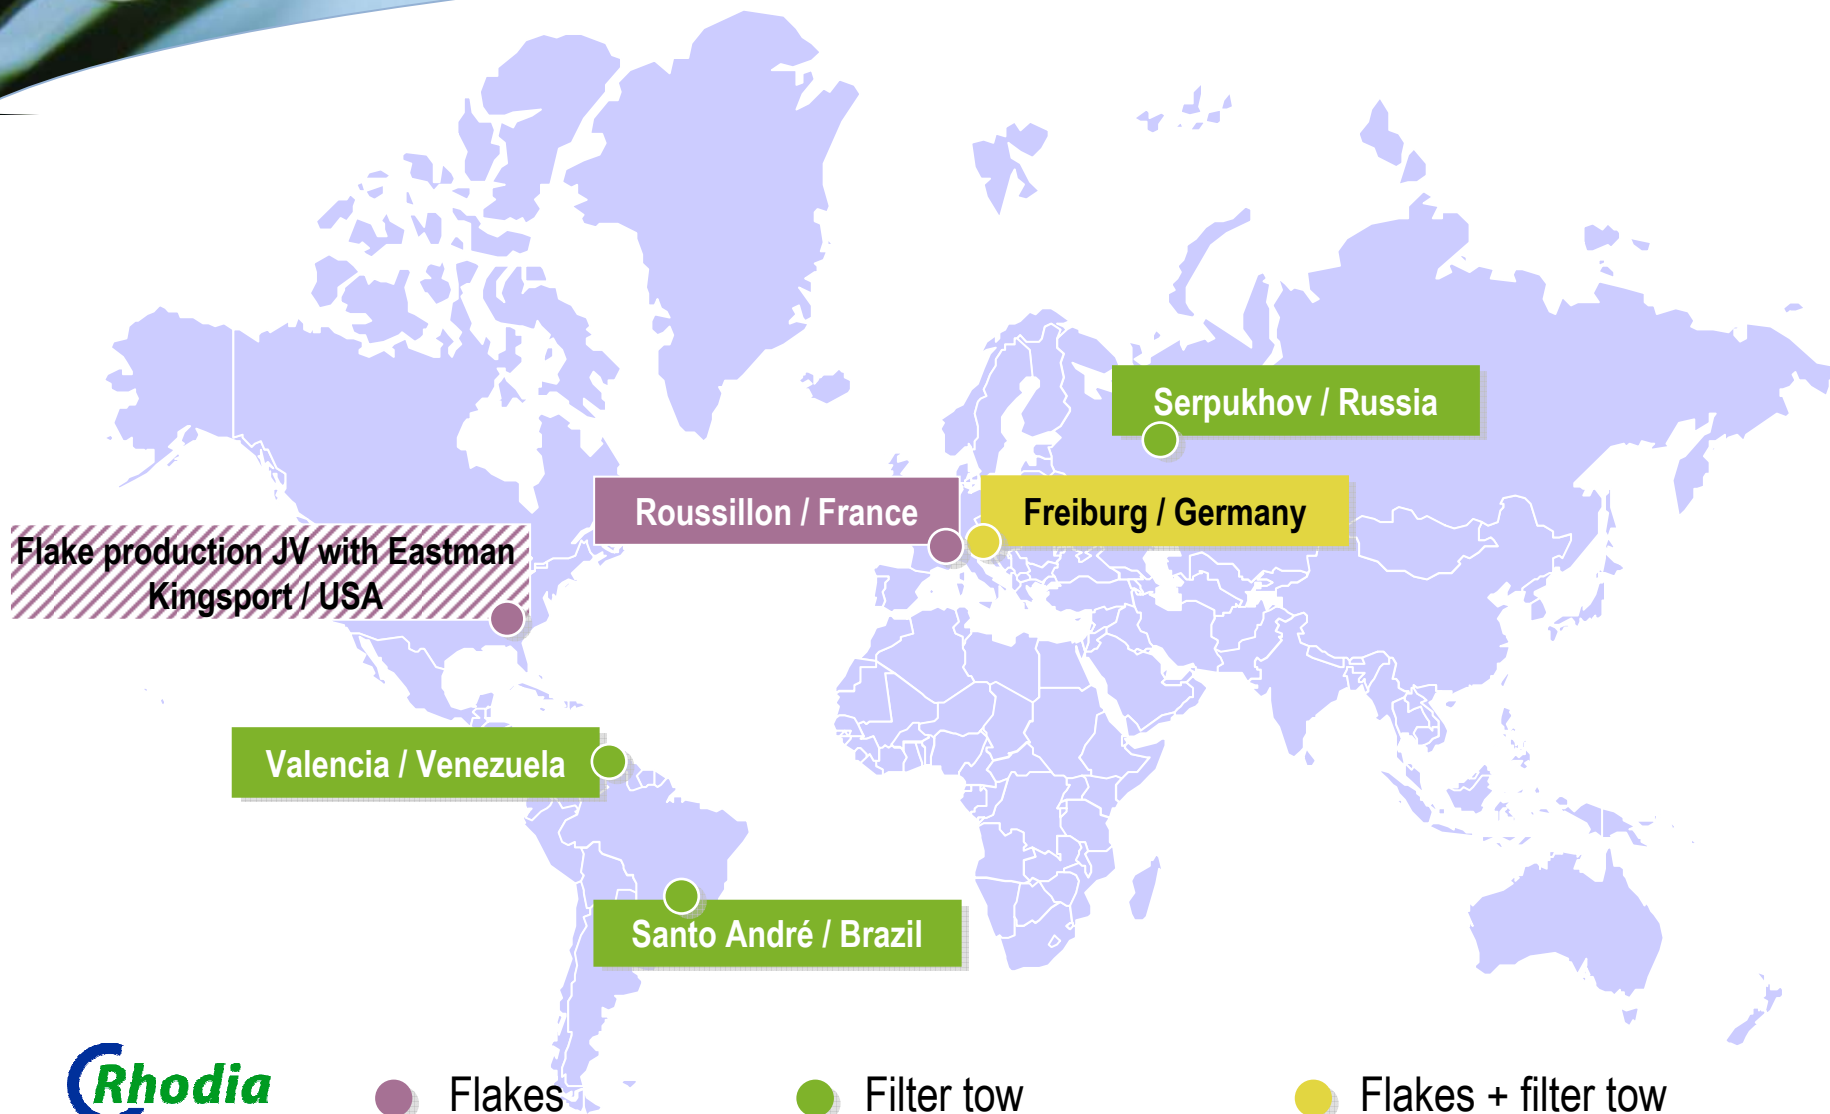 Serpukhov / Russia
Roussillon / France
Freiburg / Germany
Flake production JV with Eastman
Kingsport / USA
Valencia / Venezuela
Santo André / Brazil
Rhodia
Flakes
Filter tow
Flakes + filter tow